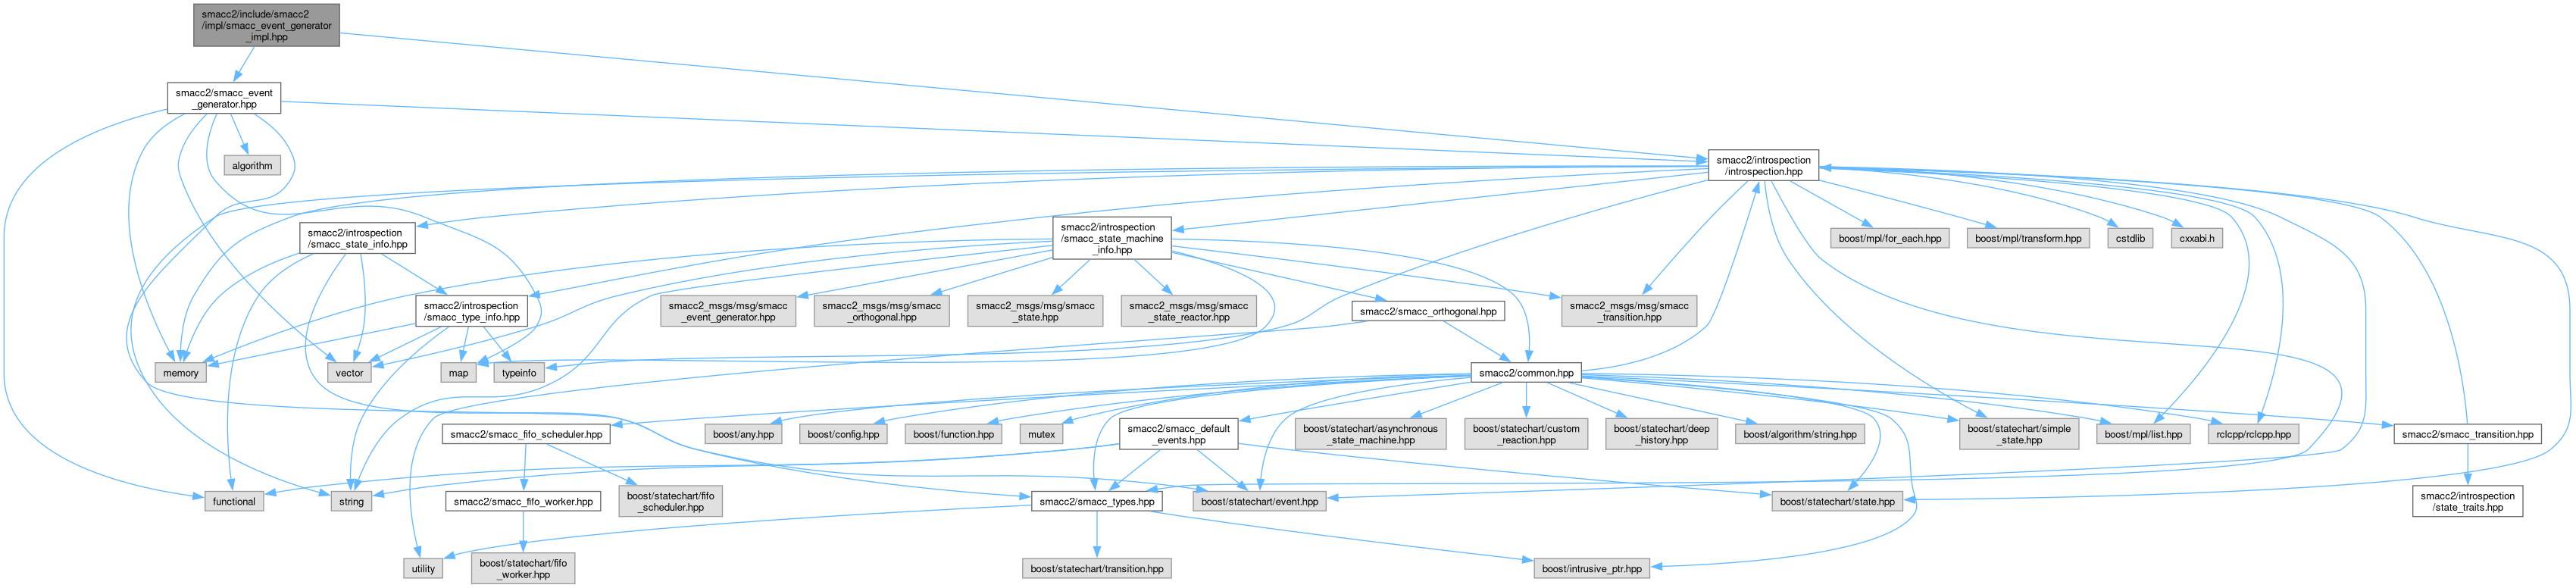 smacc2/include/smacc2
/impl/smacc_event_generator
_impl.hpp
smacc2/smacc_event
_generator.hpp
algorithm
smacc2/introspection
/introspection.hpp
smacc2/introspection
/smacc_state_info.hpp
smacc2/introspection
/smacc_state_machine
_info.hpp
boost/mpl/for_each.hpp
boost/mpl/transform.hpp
cstdlib
cxxabi.h
smacc2/introspection
/smacc_type_info.hpp
smacc2_msgs/msg/smacc
_event_generator.hpp
smacc2_msgs/msg/smacc
_orthogonal.hpp
smacc2_msgs/msg/smacc
_state.hpp
smacc2_msgs/msg/smacc
_state_reactor.hpp
smacc2/smacc_orthogonal.hpp
smacc2_msgs/msg/smacc
_transition.hpp
memory
vector
map
typeinfo
smacc2/common.hpp
smacc2/smacc_fifo_scheduler.hpp
boost/any.hpp
boost/config.hpp
boost/function.hpp
mutex
smacc2/smacc_default
_events.hpp
boost/statechart/asynchronous
_state_machine.hpp
boost/statechart/custom
_reaction.hpp
boost/statechart/deep
_history.hpp
boost/algorithm/string.hpp
boost/statechart/simple
_state.hpp
boost/mpl/list.hpp
rclcpp/rclcpp.hpp
smacc2/smacc_transition.hpp
functional
string
smacc2/smacc_fifo_worker.hpp
boost/statechart/fifo
_scheduler.hpp
smacc2/smacc_types.hpp
boost/statechart/event.hpp
boost/statechart/state.hpp
smacc2/introspection
/state_traits.hpp
utility
boost/statechart/fifo
_worker.hpp
boost/statechart/transition.hpp
boost/intrusive_ptr.hpp